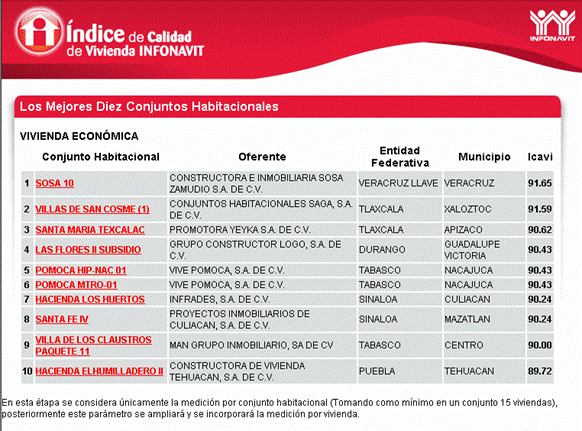 Índice de Calidad
de Vivienda INFONAVIT
INFONAVIT
Los Mejores Diez Conjuntos Habitacionales
VIVIENDA ECONÓMICA
Conjunto Habitacional Oferente Entidad Federativa Municipio Icavi
1 SOSA 10 CONSTRUCTORA E INMOBILIARIA SOSA ZAMUDIO S.A. DE C.V. VERACRUZ LLAVE VERACRUZ 91.65
2 VILLAS DE SAN COSME (1) CONJUNTOS HABITACIONALES SAGA, S.A. DE C.V. TLAXCALA XALOZTOC 91.59
3 SANTA MARIA TEXCALAC PROMOTORA YEYKA S.A. DE C.V. TLAXCALA APIZACO 90.62
4 LAS FLORES II SUBSIDIO GRUPO CONSTRUCTOR LOGO, S.A. DE C.V. DURANGO GUADALUPE VICTORIA 90.43
5 POMOCA HIP-NAC 01 VIVE POMOCA, S.A. DE C.V. TABASCO NACAJUCA 90.43
6 POMOCA MTRO-01 VIVE POMOCA, S.A. DE C.V. TABASCO NACAJUCA 90.43
7 HACIENDA LOS HUERTOS INFRADES, S.A. DE C.V. SINALOA CULIACAN 90.24
8 SANTA FE IV PROYECTOS INMOBILIARIOS DE CULIACAN, S.A. DE C.V. SINALOA MAZATLAN 90.24
9 VILLA DE LOS CLAUSTROS PAQUETE 11 MAN GRUPO INMOBILIARIO, SA DE CV TABASCO CENTRO 90.00
10 HACIENDA ELHUMILLADERO II CONSTRUCTORA DE VIVIENDA TEHUACAN, S.A. DE C.V. PUEBLA TEHUACAN 89.72
En esta étapa se considera únicamente la medición por conjunto habitacional (Tomando como mínimo en un conjunto 15 viviendas),
posteriormente este parámetro se ampliará y se incorporará la medición por vivienda.